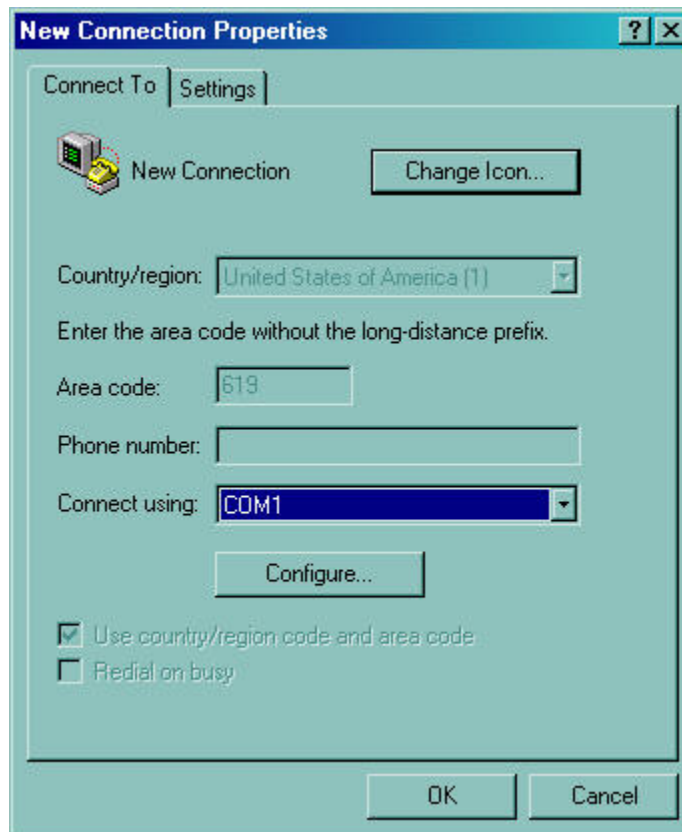 New Connection Properties
Connect To Settings
New Connection Change Icon...
Country/region: United States of America (1)
Enter the area code without the long-distance prefix.
Area code: 619
Phone number:
Connect using: COM1
Configure...
Use country/region code and area code
Redial on busy
OK Cancel